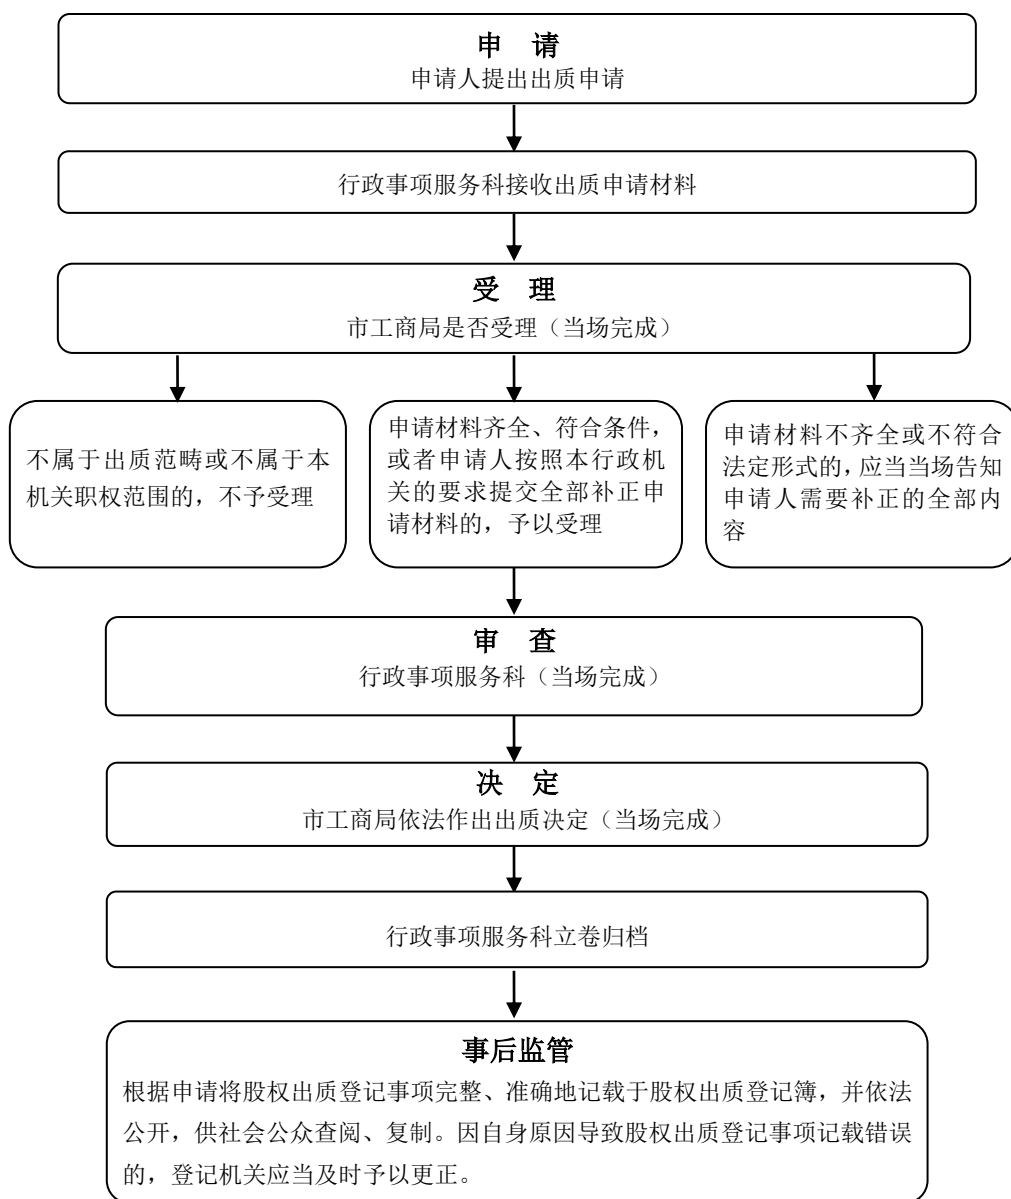 申 请
申请人提出出质申请
行政事项服务科接收出质申请材料
受 理
市工商局是否受理（当场完成）
不属于出质范畴或不属于本
机关职权范围的，不予受理
申请材料齐全、符合条件，
或者申请人按照本行政机
关的要求提交全部补正申
请材料的，予以受理
申请材料不齐全或不符合
法定形式的，应当当场告知
申请人需要补正的全部内
容
审 查
行政事项服务科（当场完成）
决 定
市工商局依法作出出质决定（当场完成）
行政事项服务科立卷归档
事后监管
根据申请将股权出质登记事项完整、准确地记载于股权出质登记簿，并依法
公开，供社会公众查阅、复制。因自身原因导致股权出质登记事项记载错误
的，登记机关应当及时予以更正。